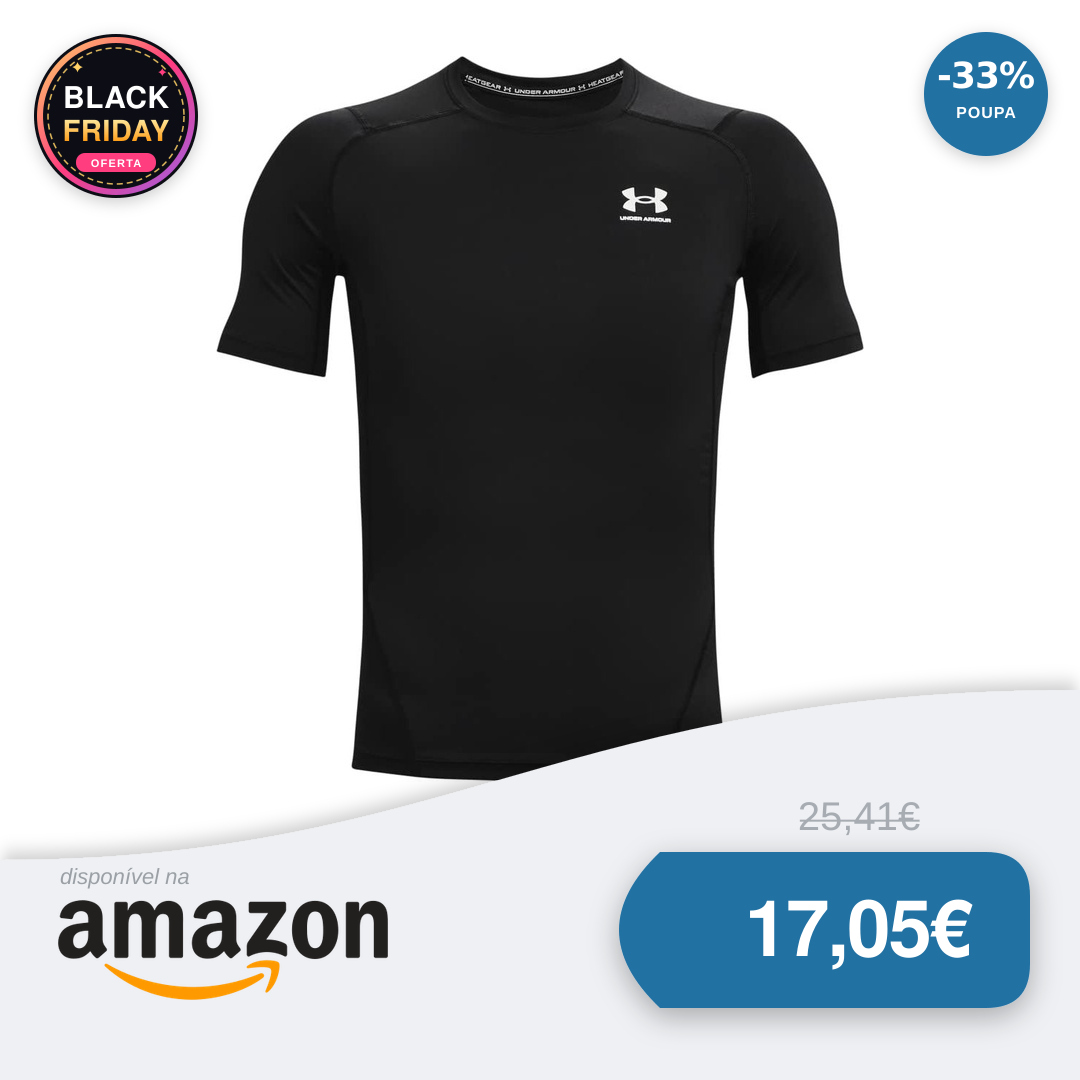 BLACK
FRIDAY
OFERTA
-33%
POUPA
HEATGEAR UNDER ARMOUR HEATGEAR
UNDER ARMOUR
25,41€
disponível na
amazon
17,05€